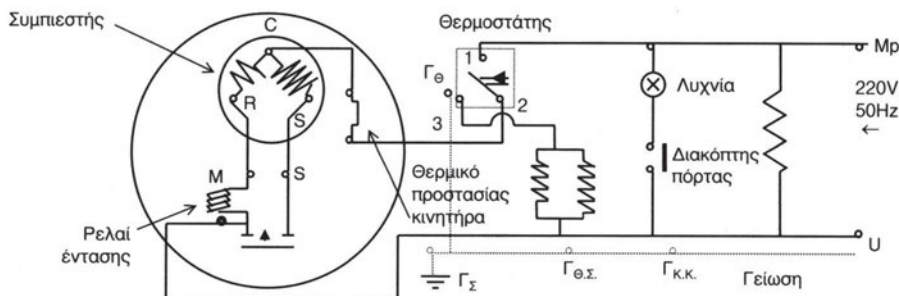 Συμπιεστής
C
R
S
M
S
Ρελαί
έντασης
Θερμικό
προστασίας
κινητήρα
Θερμοστάτης
Γ_Θ
1
2
3
Λυχνία
Διακόπτης
πόρτας
Mp
220V
50Hz
←
U
Γ_Σ
Γ_Θ.Σ.
Γ_Κ.Κ.
Γείωση